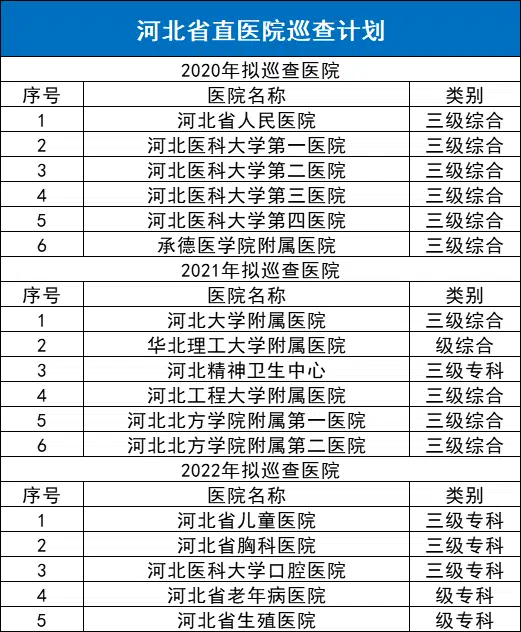 河北省直医院巡查计划
2020年拟巡查医院
序号 医院名称 类别
1 河北省人民医院 三级综合
2 河北医科大学第一医院 三级综合
3 河北医科大学第二医院 三级综合
4 河北医科大学第三医院 三级综合
5 河北医科大学第四医院 三级综合
6 承德医学院附属医院 三级综合
2021年拟巡查医院
序号 医院名称 类别
1 河北大学附属医院 三级综合
2 华北理工大学附属医院 级综合
3 河北精神卫生中心 三级专科
4 河北工程大学附属医院 三级综合
5 河北北方学院附属第一医院 三级综合
6 河北北方学院附属第二医院 三级综合
2022年拟巡查医院
序号 医院名称 类别
1 河北省儿童医院 三级专科
2 河北省胸科医院 三级专科
3 河北医科大学口腔医院 三级专科
4 河北省老年病医院 级专科
5 河北省生殖医院 级专科